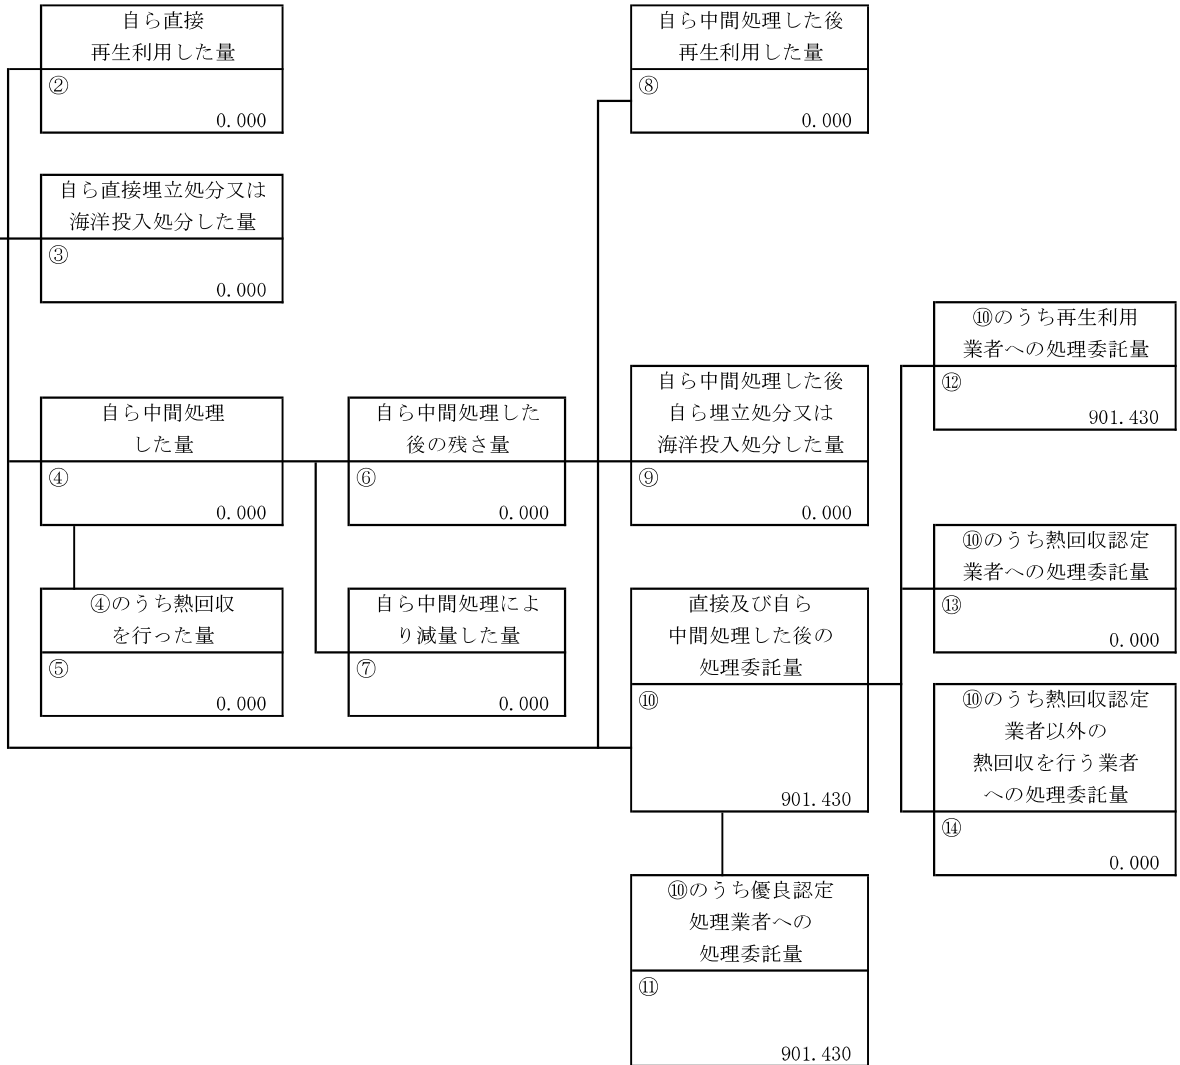 自ら直接
再生利用した量
②
0.000
自ら中間処理した後
再生利用した量
⑧
0.000
自ら直接埋立処分又は
海洋投入処分した量
③
0.000
⑩のうち再生利用
業者への処理委託量
⑫
901.430
自ら中間処理
した量
④
0.000
自ら中間処理した
後の残さ量
⑥
0.000
自ら中間処理した後
自ら埋立処分又は
海洋投入処分した量
⑨
0.000
⑩のうち熱回収認定
業者への処理委託量
⑬
0.000
④のうち熱回収
を行った量
⑤
0.000
自ら中間処理によ
り減量した量
⑦
0.000
直接及び自ら
中間処理した後の
処理委託量
⑩
901.430
⑩のうち熱回収認定
業者以外の
熱回収を行う業者
への処理委託量
⑭
0.000
⑩のうち優良認定
処理業者への
処理委託量
⑪
901.430